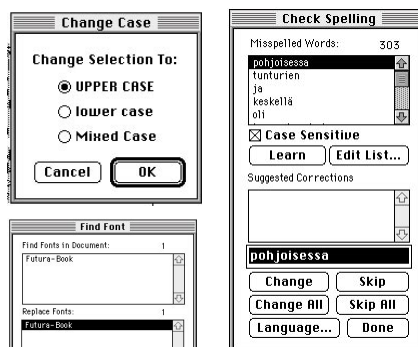 Change Case
Change Selection To:
UPPER CASE
lower case
Mixed Case
Cancel OK
Find Font
Find Fonts in Document: 1
Futura-Book
Replace Fonts: 1
Futura-Book
Check Spelling
Misspelled Words: 303
pohjoisessa
tunturien
ja
keskellä
oli
Case Sensitive
Learn Edit List...
Suggested Corrections
pohjoisessa
Change Skip
Change All Skip All
Language... Done